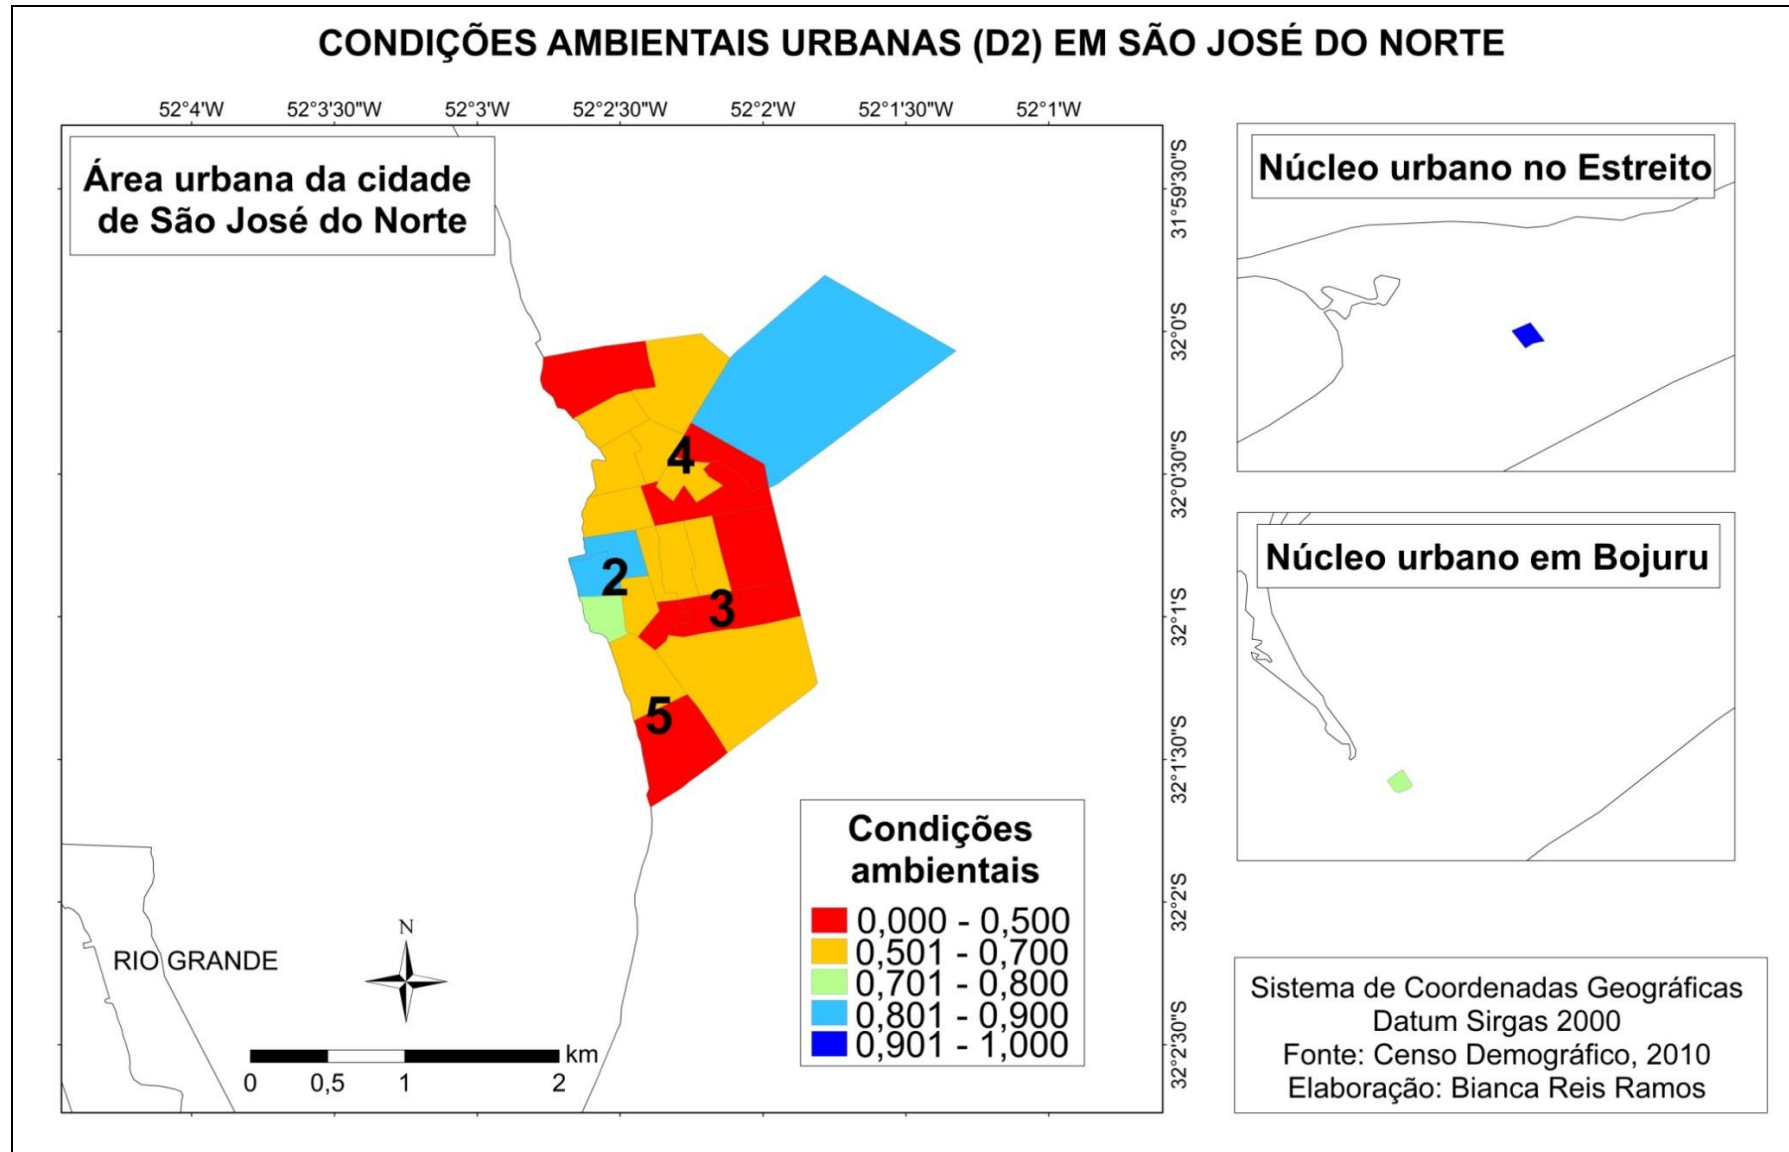 CONDIÇÕES AMBIENTAIS URBANAS (D2) EM SÃO JOSÉ DO NORTE
52°4'W
52°3'30"W
52°3'W
52°2'30"W
52°2'W
52°1'30"W
52°1'W
Área urbana da cidade
de São José do Norte
31°59'30"S
32°0'S
32°0'30"S
32°1'S
32°1'30"S
32°2'S
32°2'30"S
4
2
3
5
RIO GRANDE
N
km
0 0,5 1 2
Condições
ambientais
0,000 - 0,500
0,501 - 0,700
0,701 - 0,800
0,801 - 0,900
0,901 - 1,000
Núcleo urbano no Estreito
Núcleo urbano em Bojuru
Sistema de Coordenadas Geográficas
Datum Sirgas 2000
Fonte: Censo Demográfico, 2010
Elaboração: Bianca Reis Ramos